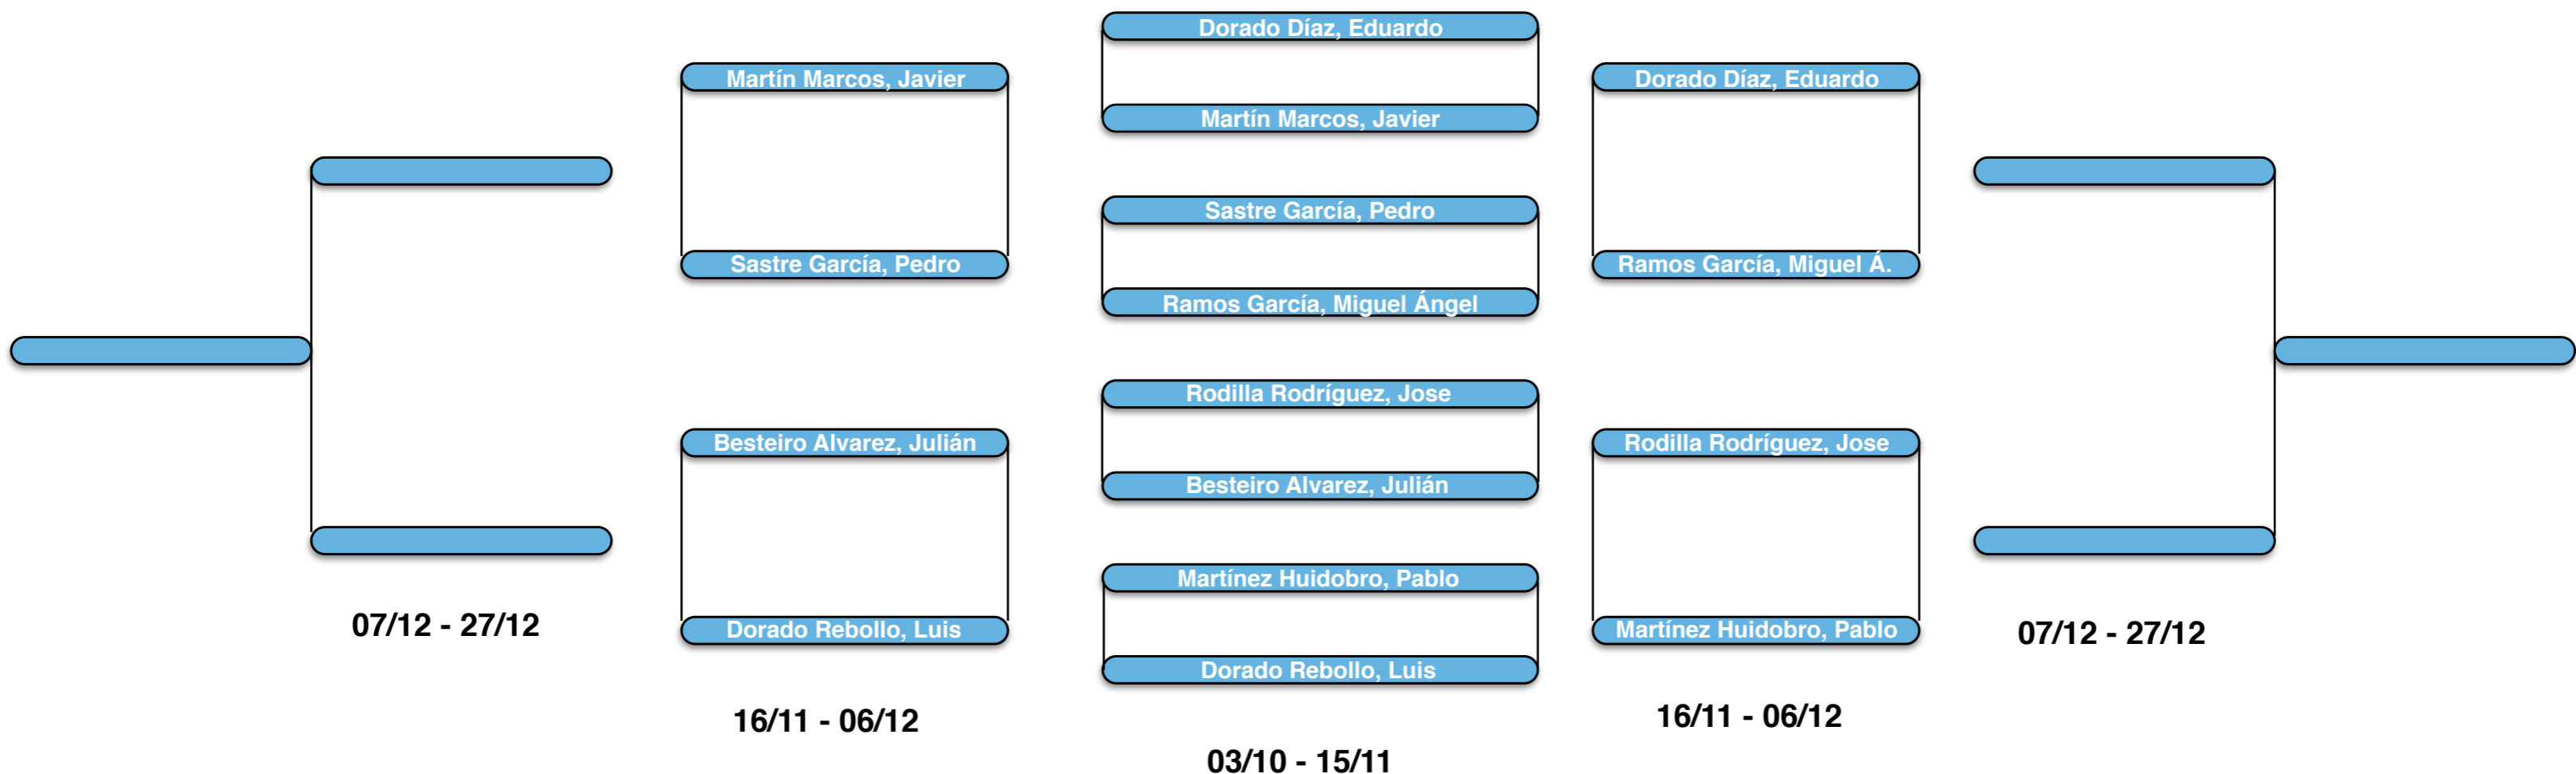 Martín Marcos, Javier
Sastre García, Pedro
Besteiro Alvarez, Julián
Dorado Rebollo, Luis
07/12 - 27/12
16/11 - 06/12
Dorado Díaz, Eduardo
Martín Marcos, Javier
Sastre García, Pedro
Ramos García, Miguel Ángel
Rodilla Rodríguez, Jose
Besteiro Alvarez, Julián
Martínez Huidobro, Pablo
Dorado Rebollo, Luis
03/10 - 15/11
Dorado Díaz, Eduardo
Ramos García, Miguel Á.
Rodilla Rodríguez, Jose
Martínez Huidobro, Pablo
16/11 - 06/12
07/12 - 27/12